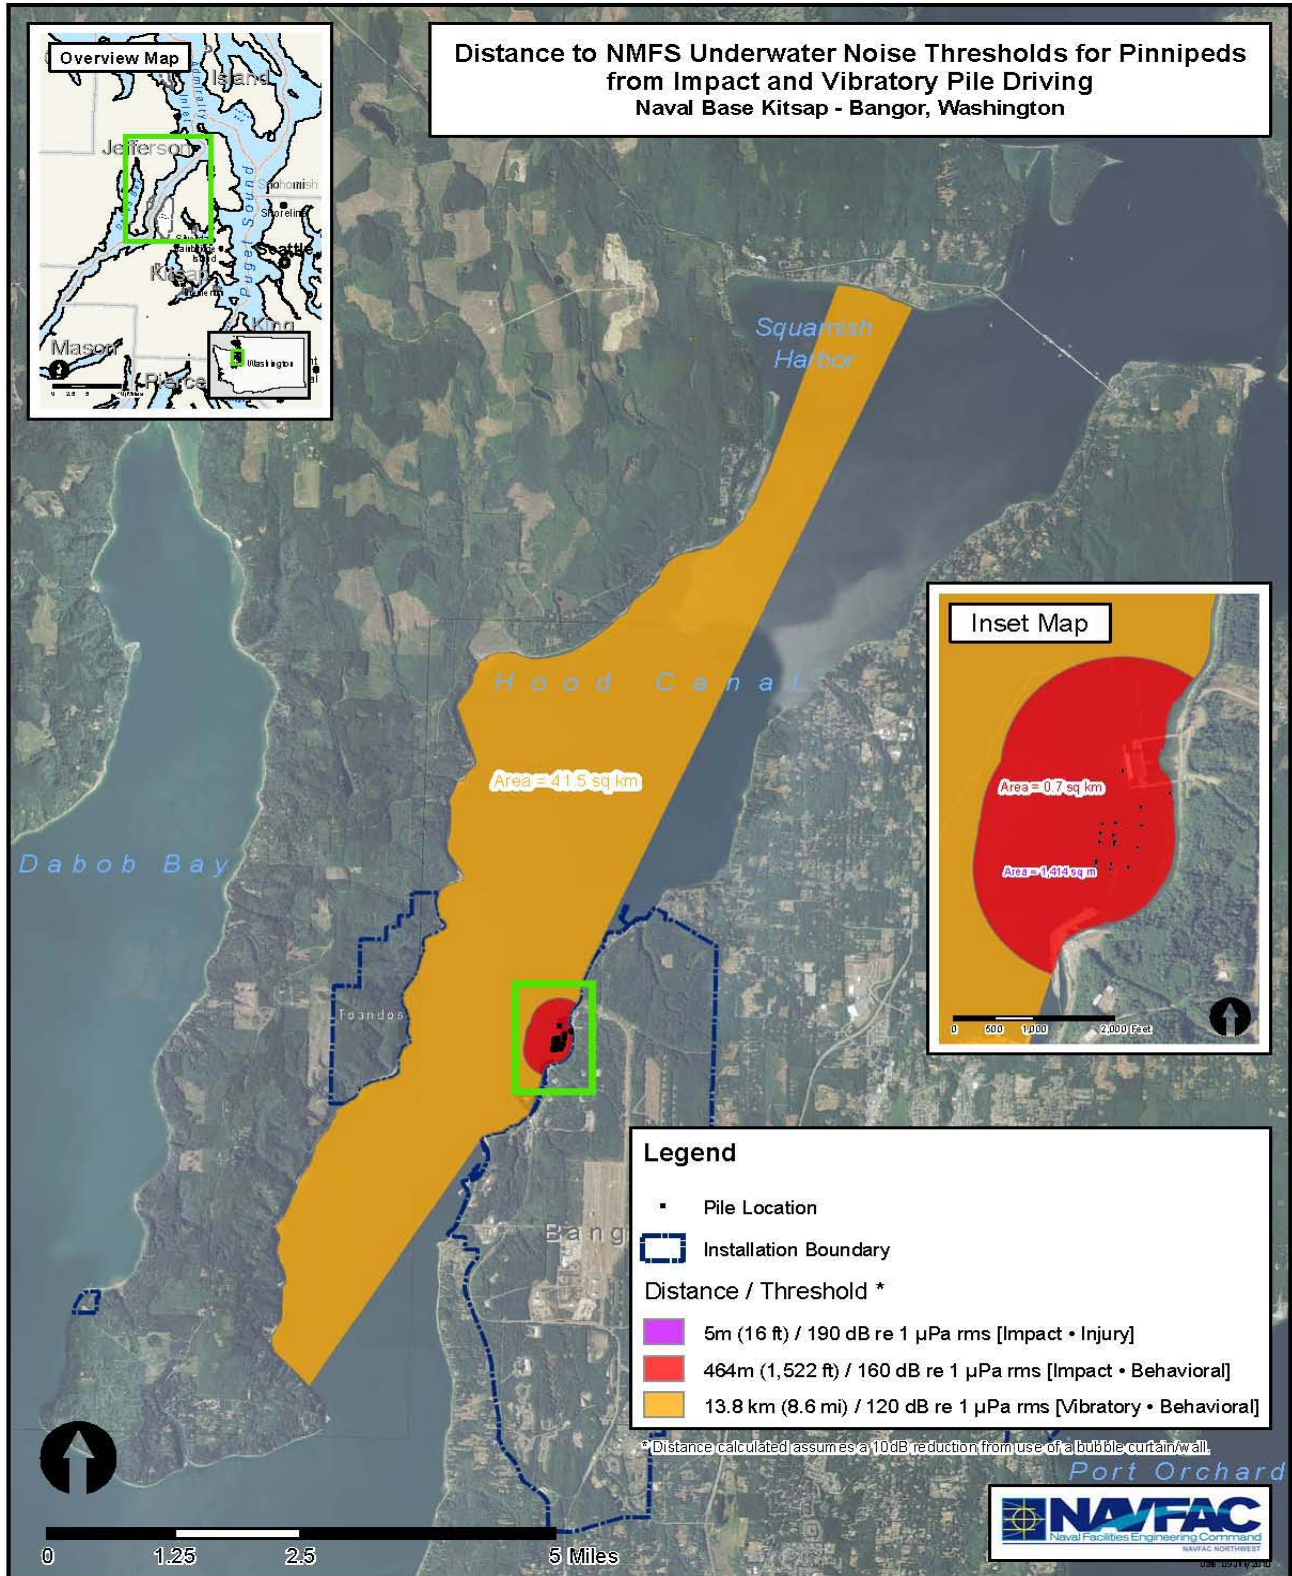 Distance to NMFS Underwater Noise Thresholds for Pinnipeds
from Impact and Vibratory Pile Driving
Naval Base Kitsap - Bangor, Washington
Overview Map
Island
Admiralty
Inlet
Jefferson
Snohomish
Shoreline
Puget Sound
Seattle
Island
Kitsap
King
Mason
Pierce
Washington
Squamish
Harbor
Hood Canal
Area = 41.5 sq km
Dabob Bay
Toandos
Bang
Inset Map
Area = 0.7 sq km
Area = 1,414 sq m
0 500 1,000 2,000 Feet
Legend
Pile Location
Installation Boundary
Distance / Threshold *
5m (16 ft) / 190 dB re 1 µPa rms [Impact • Injury]
464m (1,522 ft) / 160 dB re 1 µPa rms [Impact • Behavioral]
13.8 km (8.6 mi) / 120 dB re 1 µPa rms [Vibratory • Behavioral]
* Distance calculated assumes a 10dB reduction from use of a bubble curtain/wall.
Port Orchard
NAVFAC
Naval Facilities Engineering Command
NAVFAC NORTHWEST
0 1.25 2.5 5 Miles